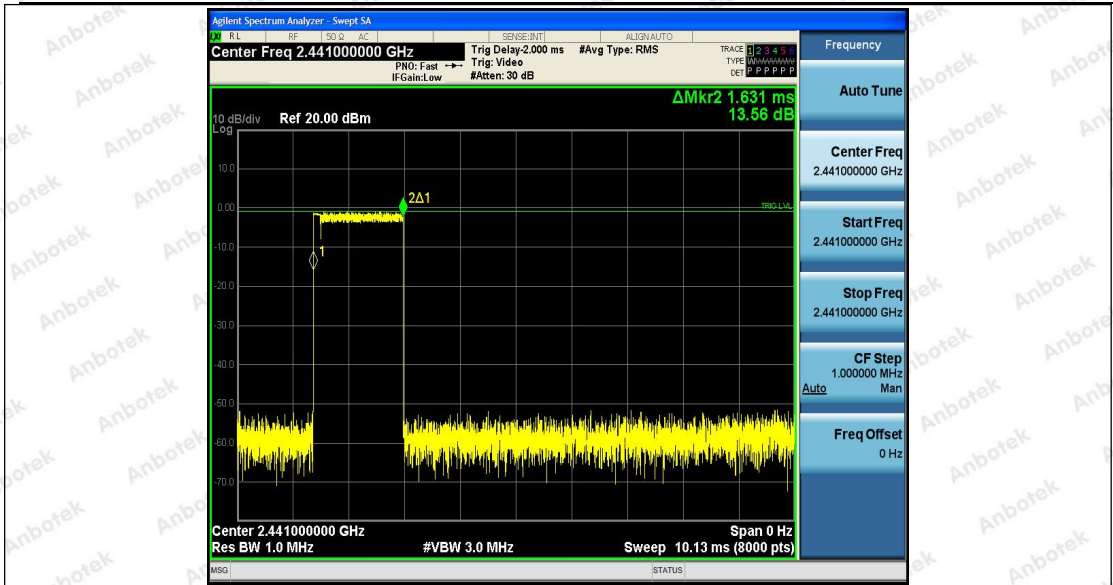 Agilent Spectrum Analyzer - Swept SA
LXI RL RF 50 Ω AC SENSE:INT ALIGN AUTO
Center Freq 2.441000000 GHz
PNO: Fast
IFGain:Low
Trig Delay-2.000 ms
Trig: Video
#Atten: 30 dB
#Avg Type: RMS
TRACE 1 2 3 4 5 6
TYPE WWWWWW
DET P P P P P P
ΔMkr2 1.631 ms
13.56 dB
10 dB/div Ref 20.00 dBm
Log
10.0
0.00
-10.0
-20.0
-30.0
-40.0
-50.0
-60.0
-70.0
2Δ1
1
TRIG LVL
Center 2.441000000 GHz Span 0 Hz
Res BW 1.0 MHz #VBW 3.0 MHz Sweep 10.13 ms (8000 pts)
MSG STATUS
Frequency
Auto Tune
Center Freq
2.441000000 GHz
Start Freq
2.441000000 GHz
Stop Freq
2.441000000 GHz
CF Step
1.000000 MHz
Auto Man
Freq Offset
0 Hz
Anbotek